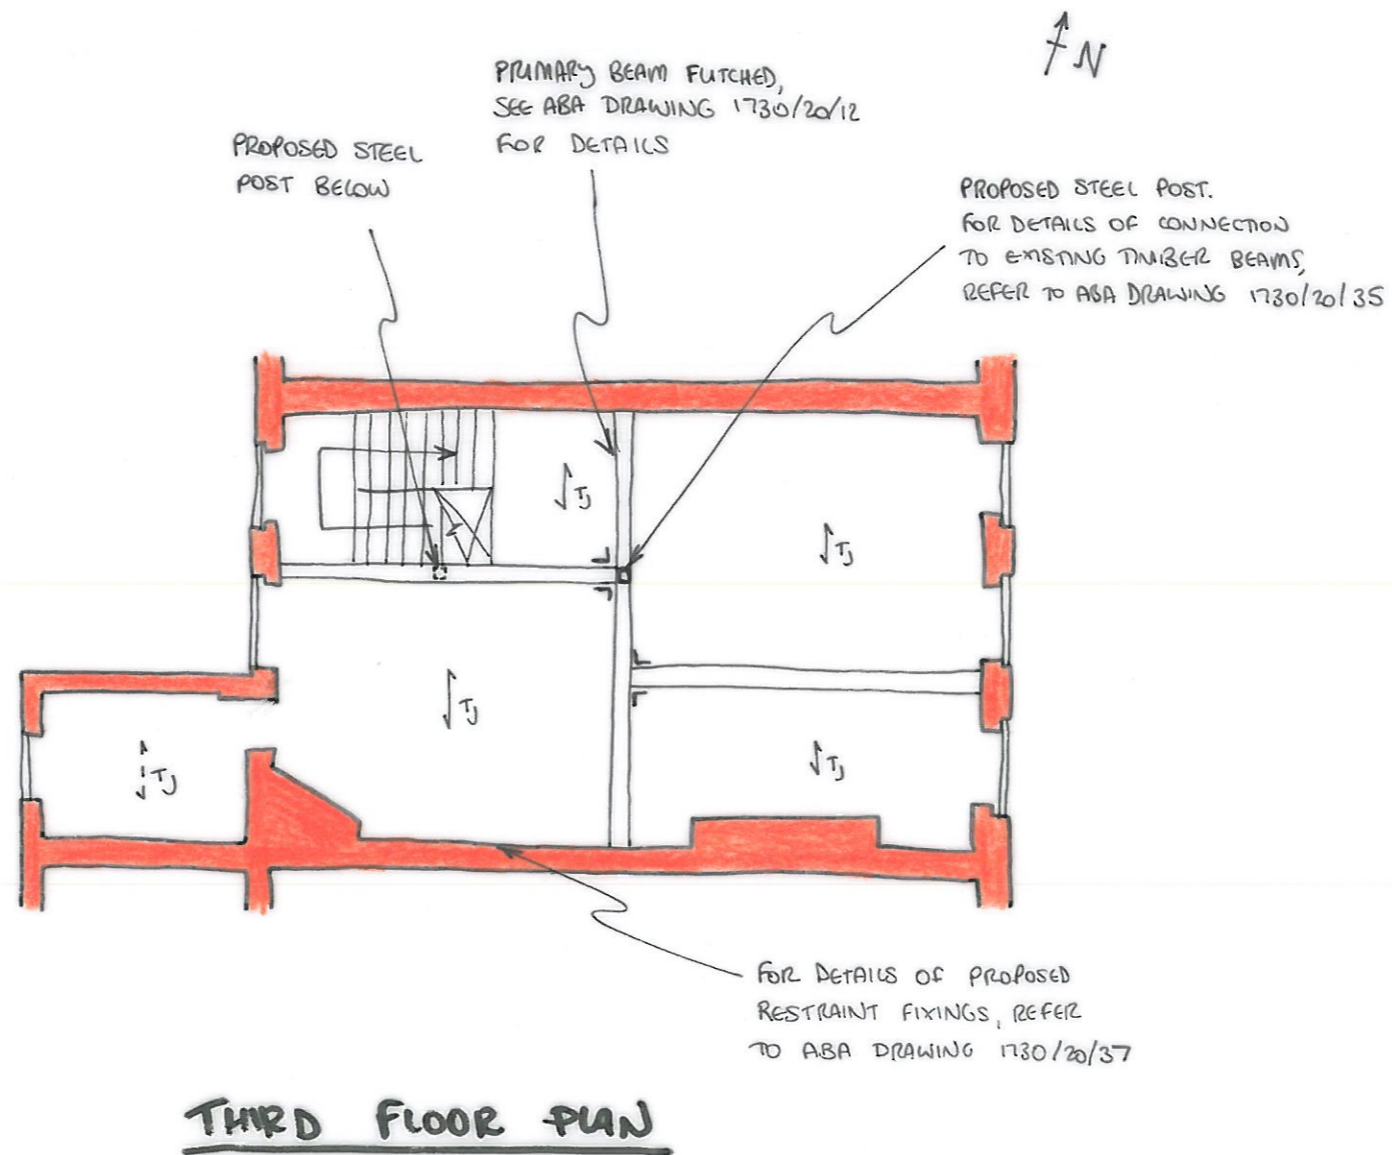 N
PRIMARY BEAM FLITCHED,
SEE ABA DRAWING 1730/20/12
FOR DETAILS
PROPOSED STEEL
POST BELOW
PROPOSED STEEL POST.
FOR DETAILS OF CONNECTION
TO EXISTING TIMBER BEAMS,
REFER TO ABA DRAWING 1730/20/35
TJ
TJ
TJ
TJ
TJ
FOR DETAILS OF PROPOSED
RESTRAINT FIXINGS, REFER
TO ABA DRAWING 1730/20/37
THIRD FLOOR PLAN